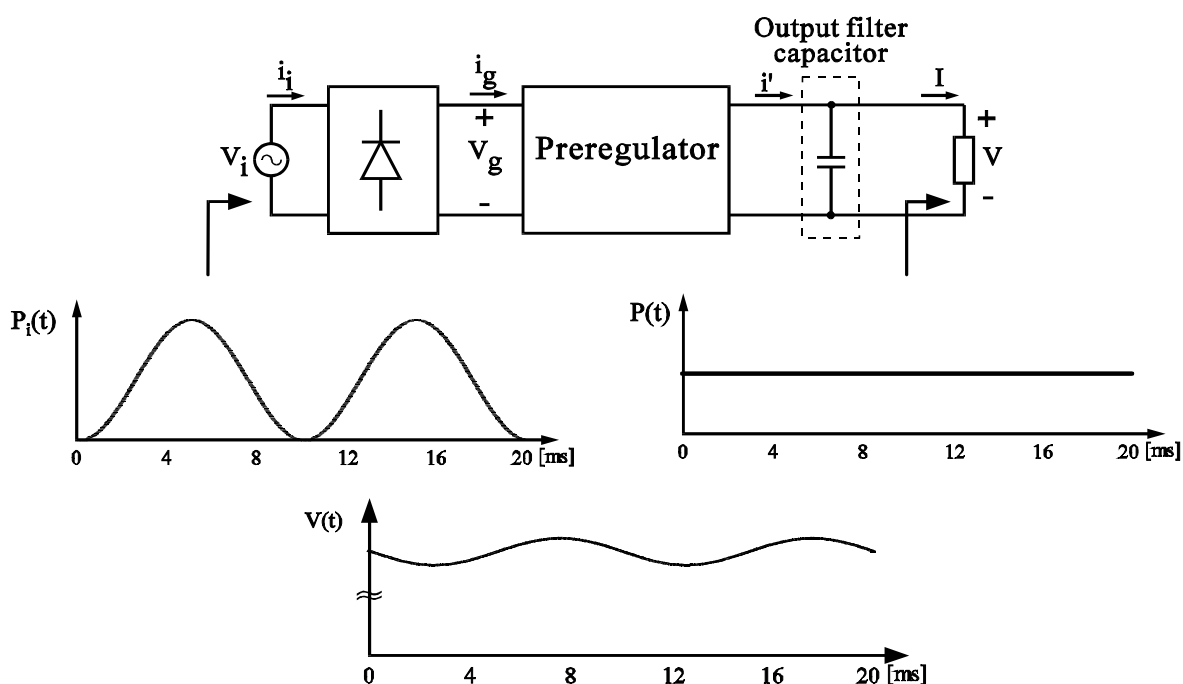 Output filter
capacitor
i_i
i_g
i'
I
+
+
V_i
V_g
Preregulator
V
-
-
P_i(t)
0 4 8 12 16 20 [ms]
P(t)
0 4 8 12 16 20 [ms]
V(t)
0 4 8 12 16 20 [ms]